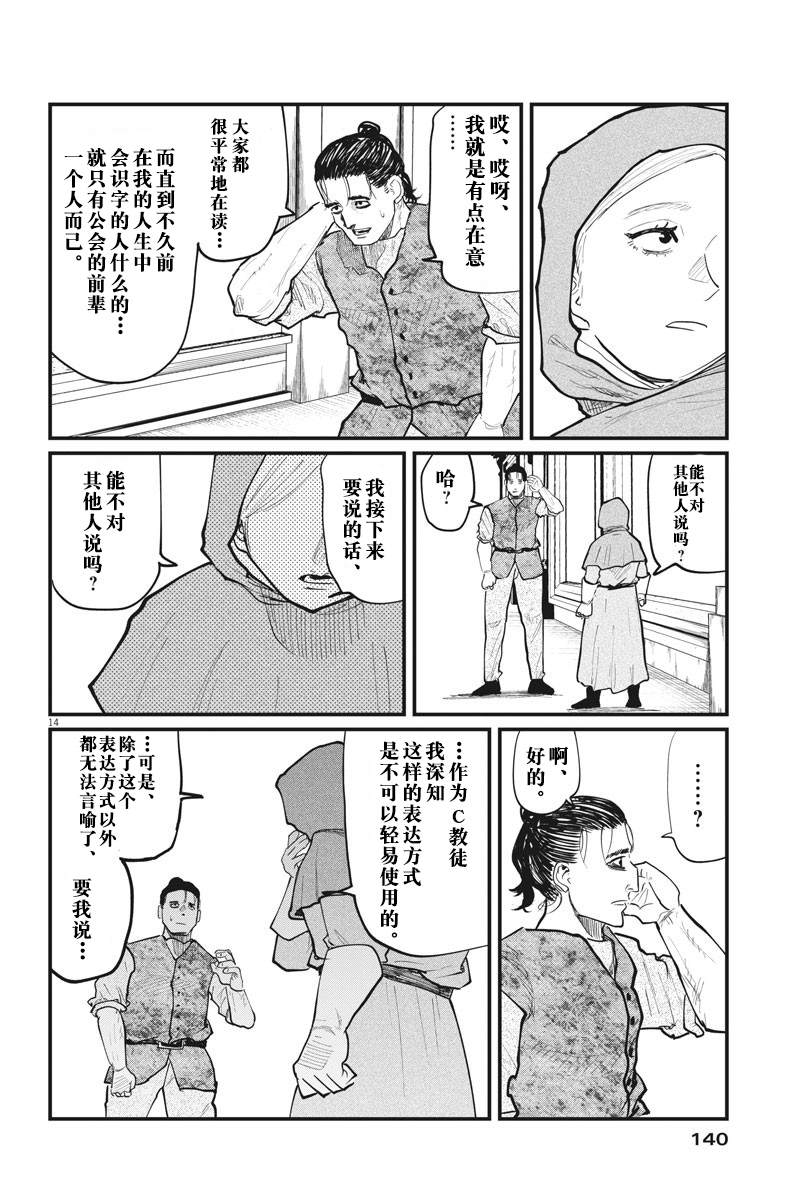 哎、哎呀、
我就是有点在意
……
大家都
很平常地在读…
而直到不久前
在我的人生中
会识字的人什么的…
就只有公会的前辈
一个人而己。
能不对
其他人说吗？
哈？
我接下来
要说的话、
能不对
其他人说吗？
14
……？
啊、
好的。
…作为C教徒
我深知
这样的表达方式
是不可以轻易使用的。
…可是、
除了这个
表达方式以外
都无法言喻了、
要我说…
140